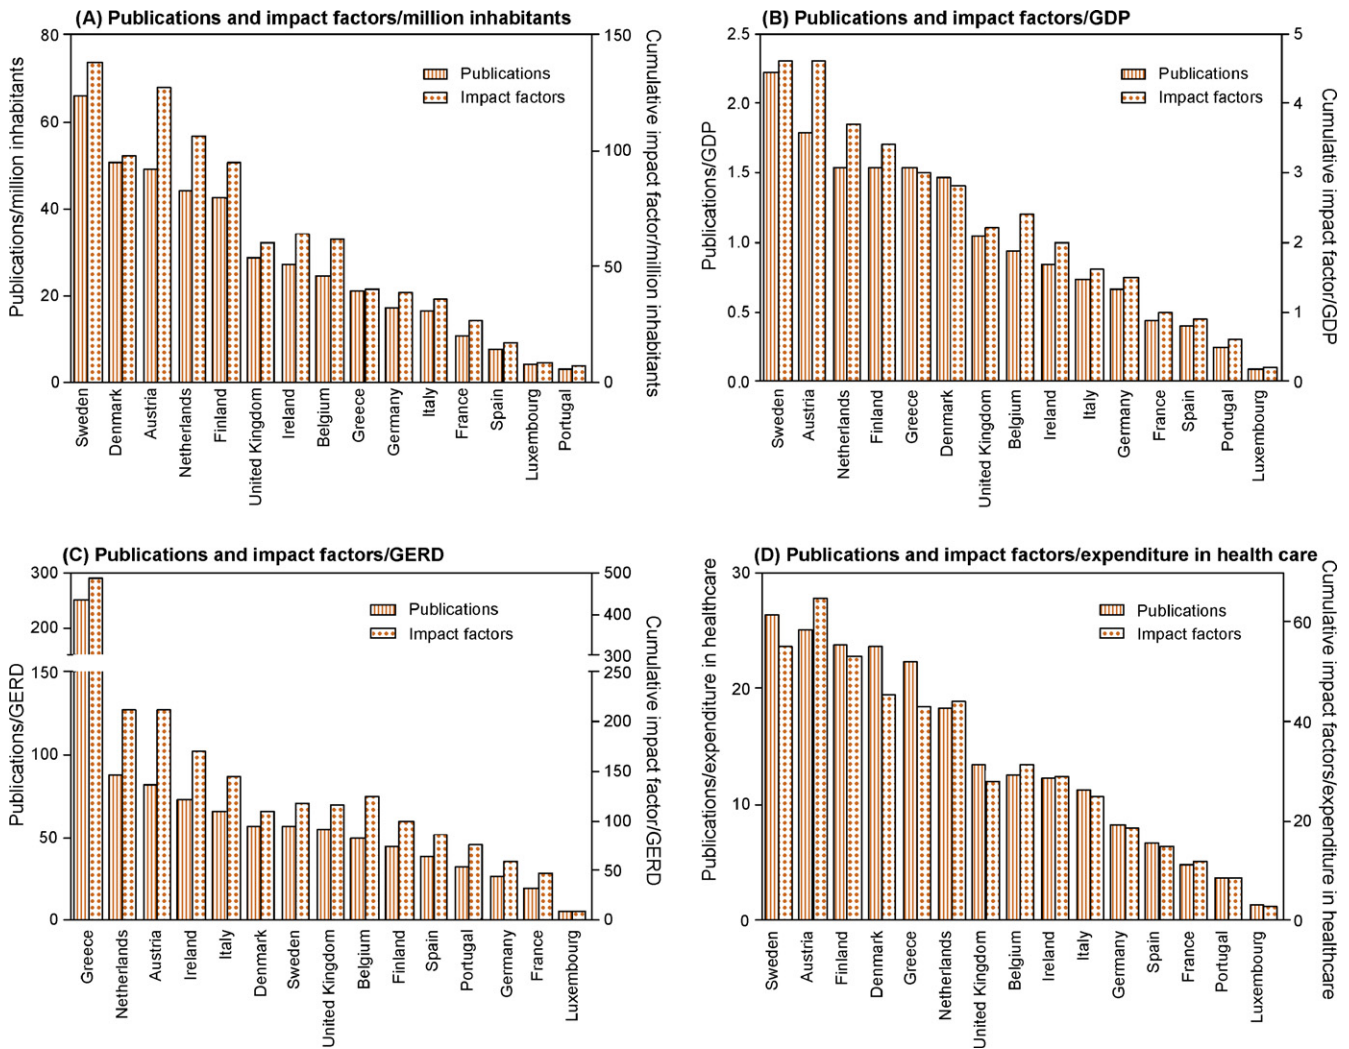 (A) Publications and impact factors/million inhabitants
Publications/million inhabitants
80
60
40
20
0
Publications
Impact factors
150
100
50
0
Cumulative impact factor/million inhabitants
Sweden
Denmark
Austria
Netherlands
Finland
United Kingdom
Ireland
Belgium
Greece
Germany
Italy
France
Spain
Luxembourg
Portugal
(B) Publications and impact factors/GDP
Publications/GDP
2.5
2.0
1.5
1.0
0.5
0.0
Publications
Impact factors
5
4
3
2
1
0
Cumulative impact factor/GDP
Sweden
Austria
Netherlands
Finland
Greece
Denmark
United Kingdom
Belgium
Ireland
Italy
Germany
France
Spain
Portugal
Luxembourg
(C) Publications and impact factors/GERD
Publications/GERD
300
200
150
100
50
0
Publications
Impact factors
500
400
300
250
200
150
100
50
0
Cumulative impact factor/GERD
Greece
Netherlands
Austria
Ireland
Italy
Denmark
Sweden
United Kingdom
Belgium
Finland
Spain
Portugal
Germany
France
Luxembourg
(D) Publications and impact factors/expenditure in health care
Publications/expenditure in healthcare
30
20
10
0
Publications
Impact factors
60
40
20
0
Cumulative impact factors/expenditure in healthcare
Sweden
Austria
Finland
Denmark
Greece
Netherlands
United Kingdom
Belgium
Ireland
Italy
Germany
Spain
France
Portugal
Luxembourg